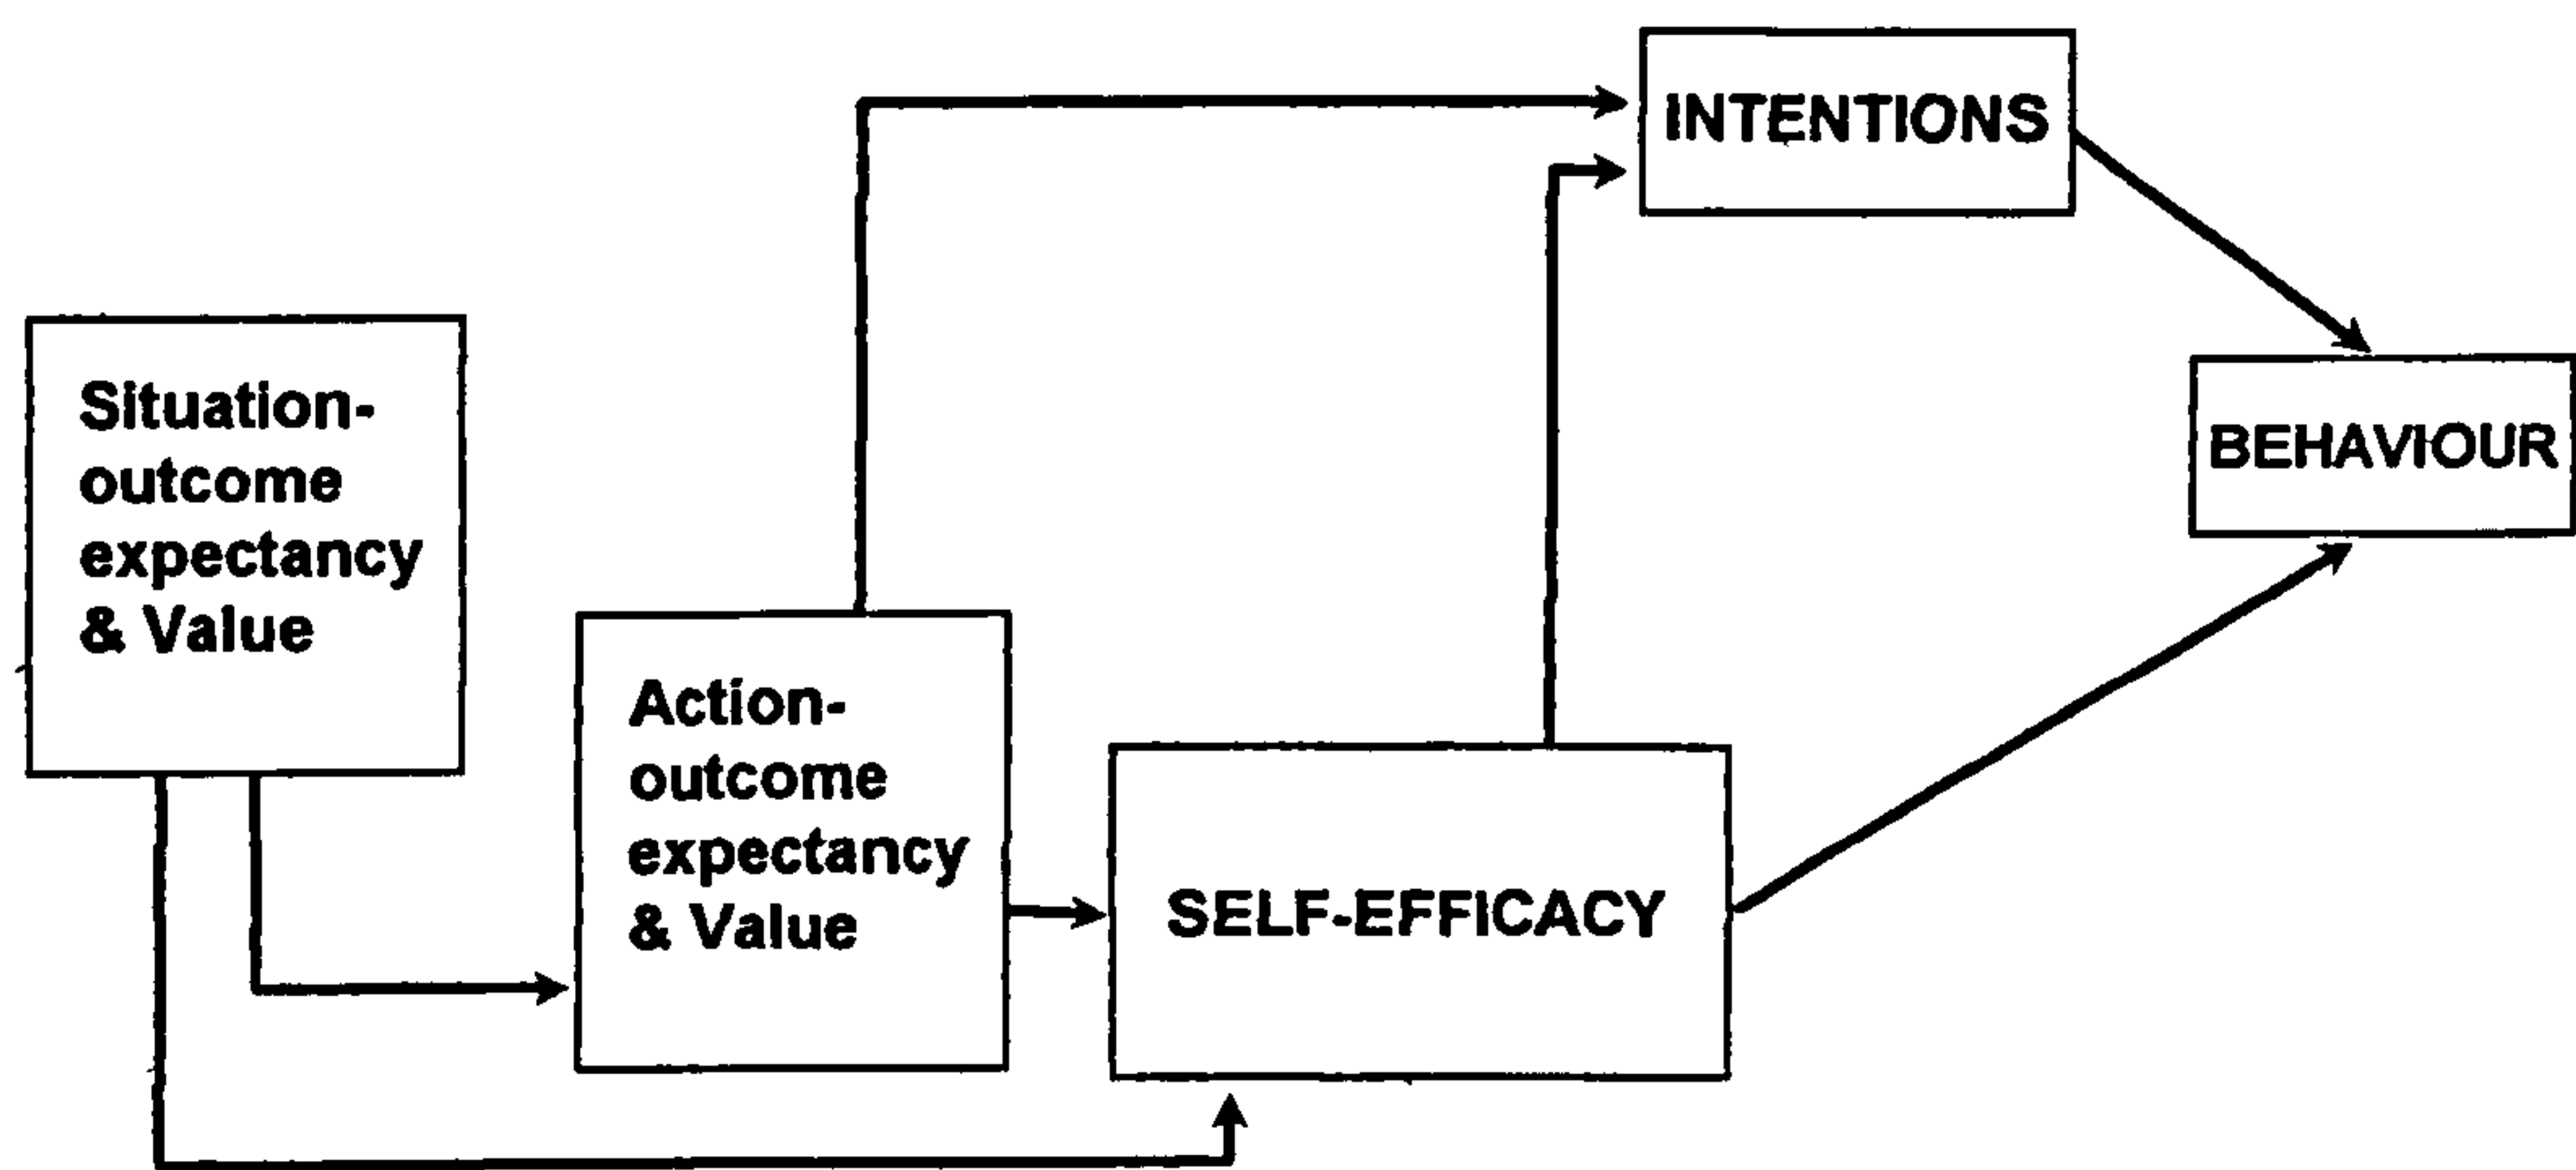 INTENTIONS
Situation-
outcome
expectancy
& Value
BEHAVIOUR
Action-
outcome
expectancy
& Value
SELF-EFFICACY